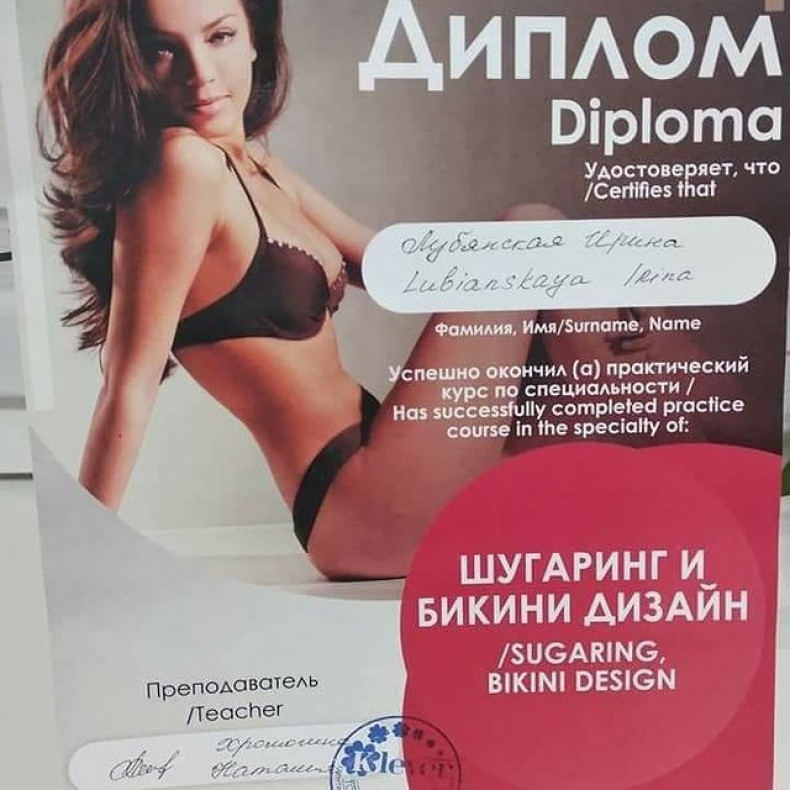 Диплом
Diploma
Удостоверяет, что
/Certifies that
Лубянская Ирина
Lubianskaya Irina
Фамилия, Имя/Surname, Name
Успешно окончил (а) практический
курс по специальности /
Has successfully completed practice
course in the specialty of:
ШУГАРИНГ И
БИКИНИ ДИЗАЙН
/SUGARING,
BIKINI DESIGN
Преподаватель
/Teacher
Klever